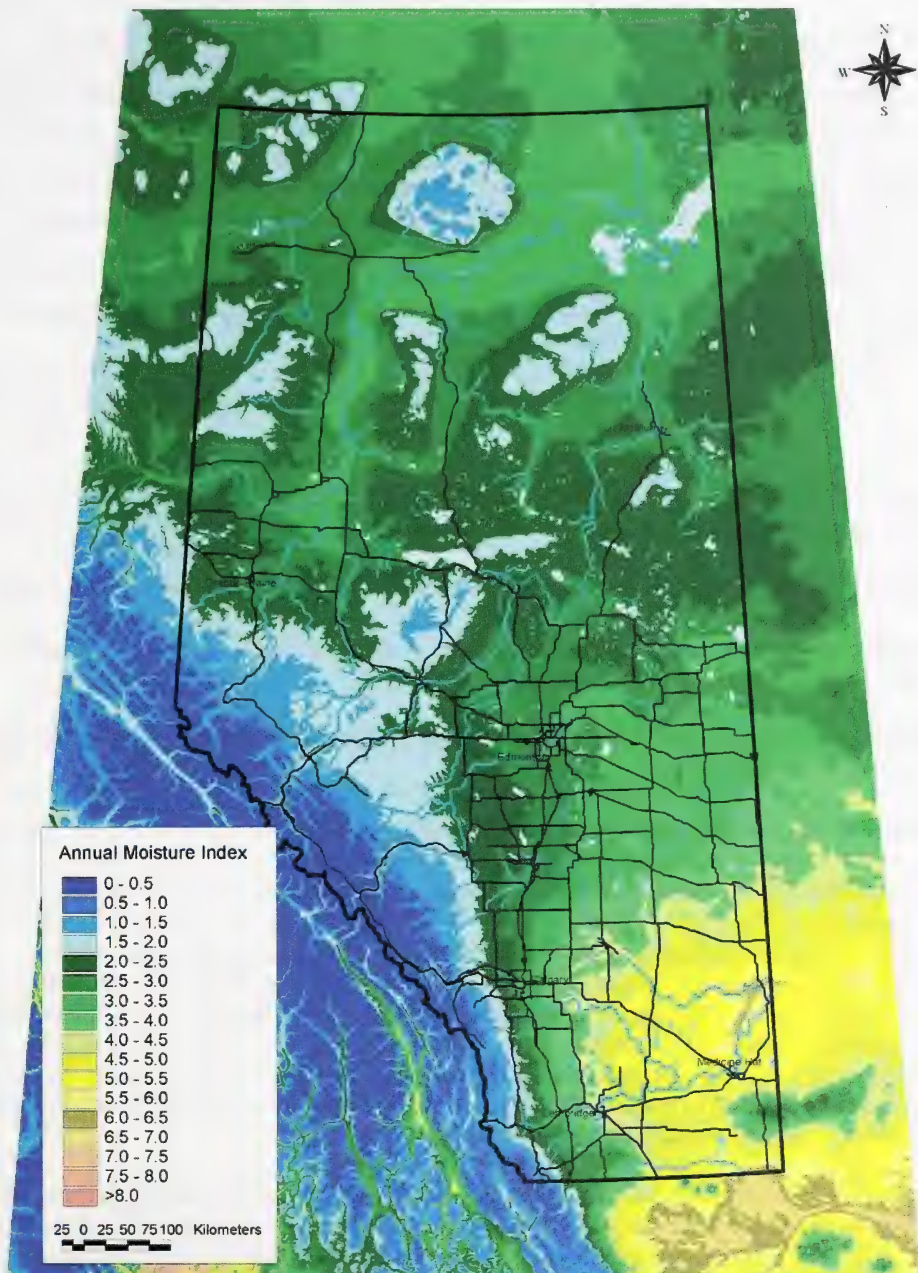 N
W
S
Edmonton
Calgary
Medicine Hat
Lethbridge
Annual Moisture Index
0 - 0.5
0.5 - 1.0
1.0 - 1.5
1.5 - 2.0
2.0 - 2.5
2.5 - 3.0
3.0 - 3.5
3.5 - 4.0
4.0 - 4.5
4.5 - 5.0
5.0 - 5.5
5.5 - 6.0
6.0 - 6.5
6.5 - 7.0
7.0 - 7.5
7.5 - 8.0
>8.0
25 0 25 50 75 100 Kilometers